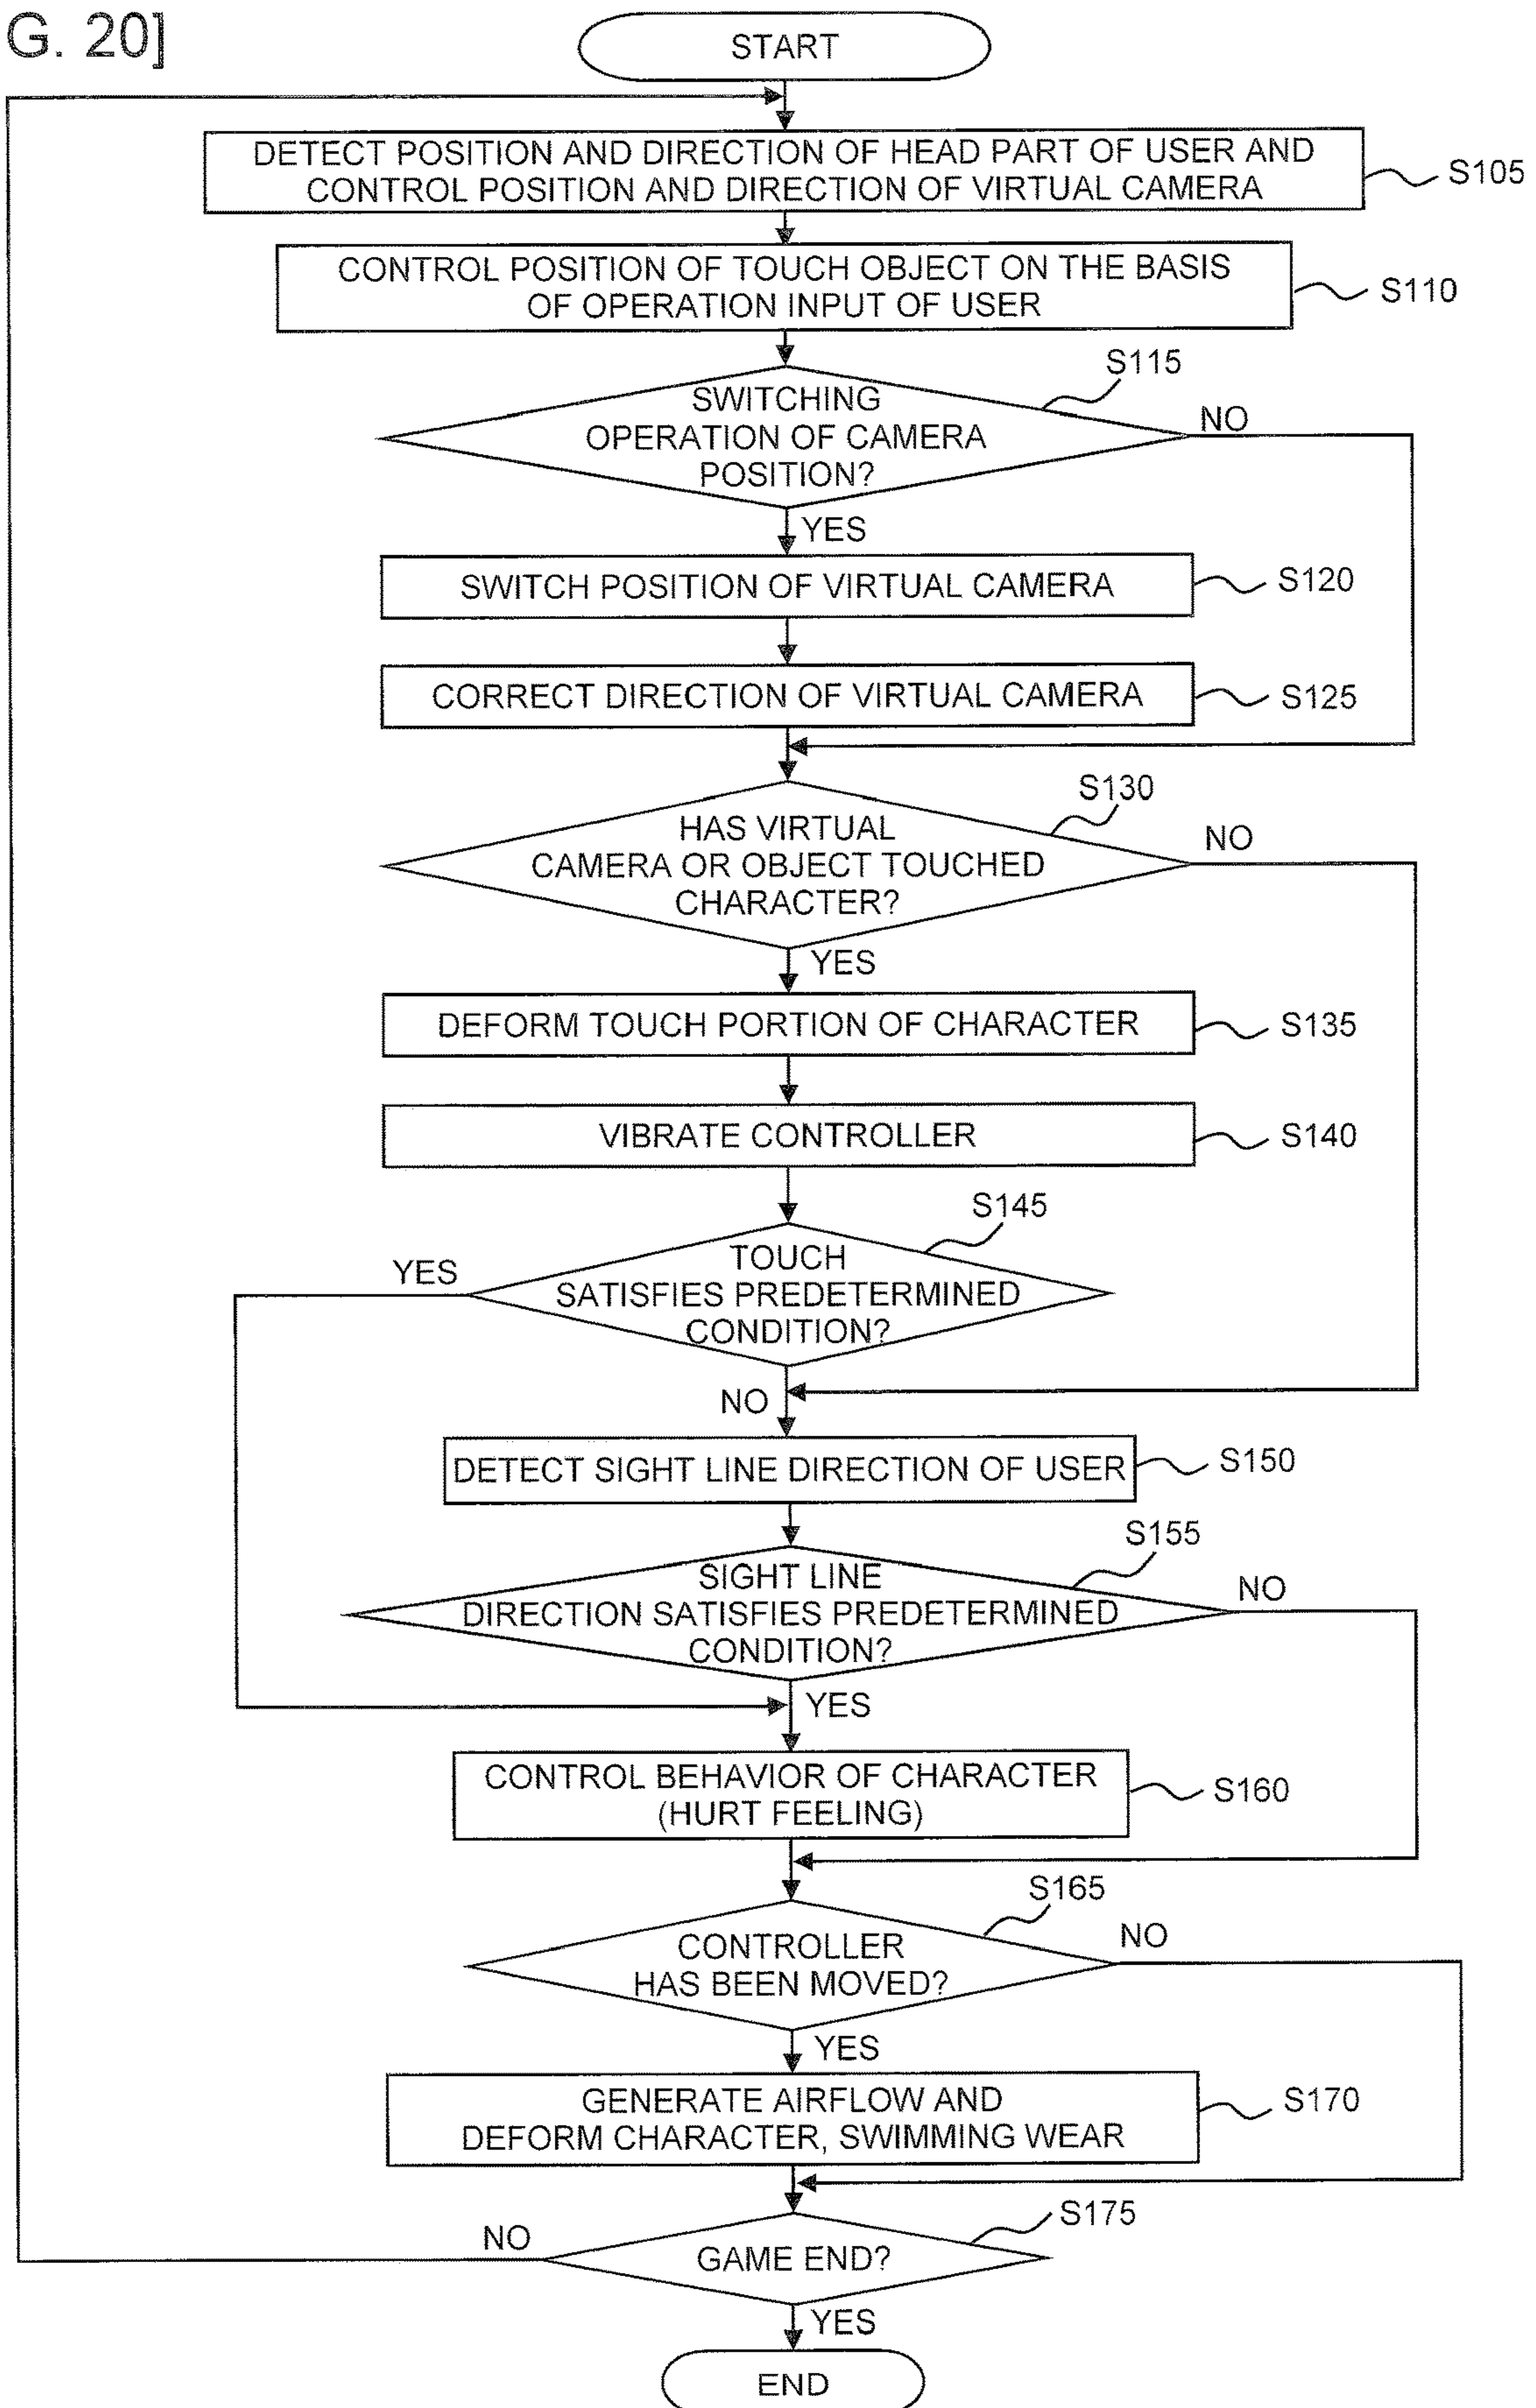 G. 20]
START
DETECT POSITION AND DIRECTION OF HEAD PART OF USER AND
CONTROL POSITION AND DIRECTION OF VIRTUAL CAMERA
S105
CONTROL POSITION OF TOUCH OBJECT ON THE BASIS
OF OPERATION INPUT OF USER
S110
S115
SWITCHING
OPERATION OF CAMERA
POSITION?
NO
YES
SWITCH POSITION OF VIRTUAL CAMERA
S120
CORRECT DIRECTION OF VIRTUAL CAMERA
S125
S130
HAS VIRTUAL
CAMERA OR OBJECT TOUCHED
CHARACTER?
NO
YES
DEFORM TOUCH PORTION OF CHARACTER
S135
VIBRATE CONTROLLER
S140
S145
YES
TOUCH
SATISFIES PREDETERMINED
CONDITION?
NO
DETECT SIGHT LINE DIRECTION OF USER
S150
S155
SIGHT LINE
DIRECTION SATISFIES PREDETERMINED
CONDITION?
NO
YES
CONTROL BEHAVIOR OF CHARACTER
(HURT FEELING)
S160
S165
CONTROLLER
HAS BEEN MOVED?
NO
YES
GENERATE AIRFLOW AND
DEFORM CHARACTER, SWIMMING WEAR
S170
S175
NO
GAME END?
YES
END